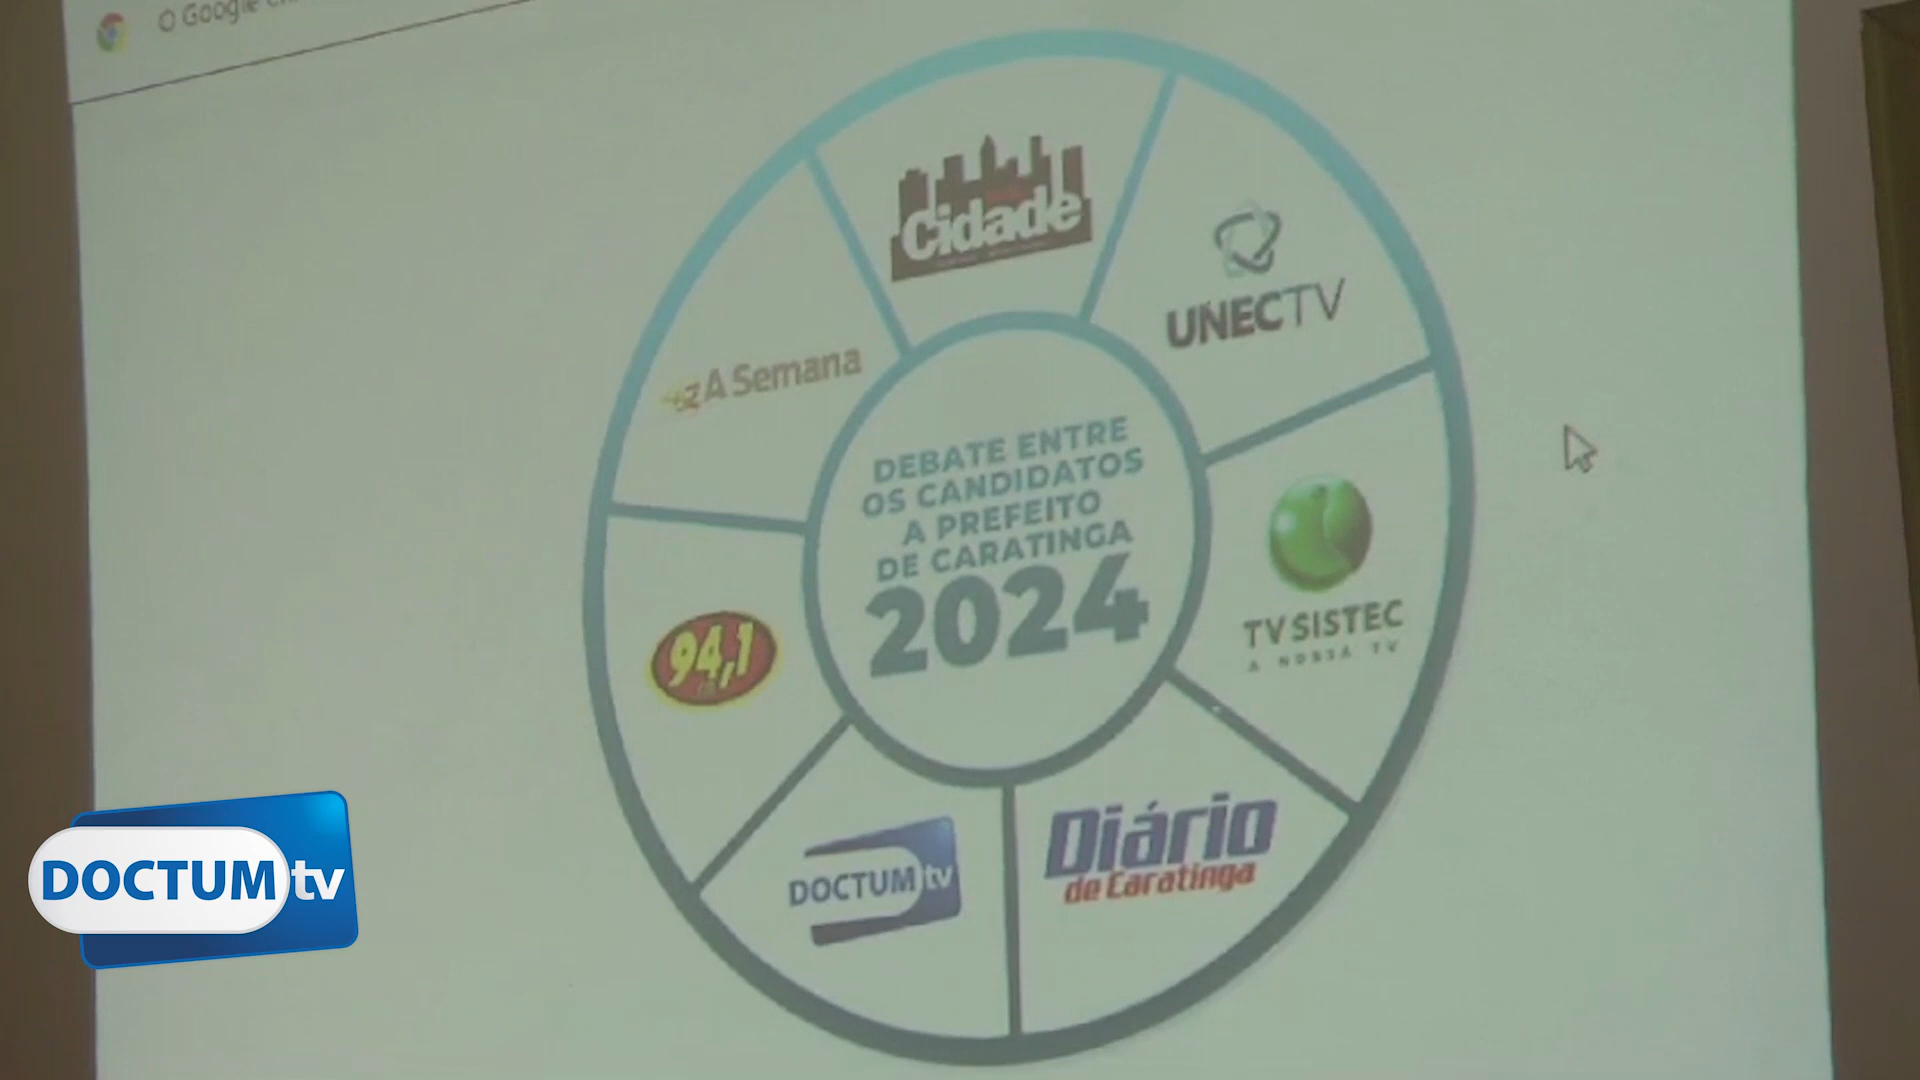 O Google
Cidade
UNECTV
A Semana
DEBATE ENTRE
OS CANDIDATOS
A PREFEITO
DE CARATINGA
2024
TV SISTEC
A NOSSA TV
94,1
DOCTUM tv
Diário
de Caratinga
DOCTUM tv